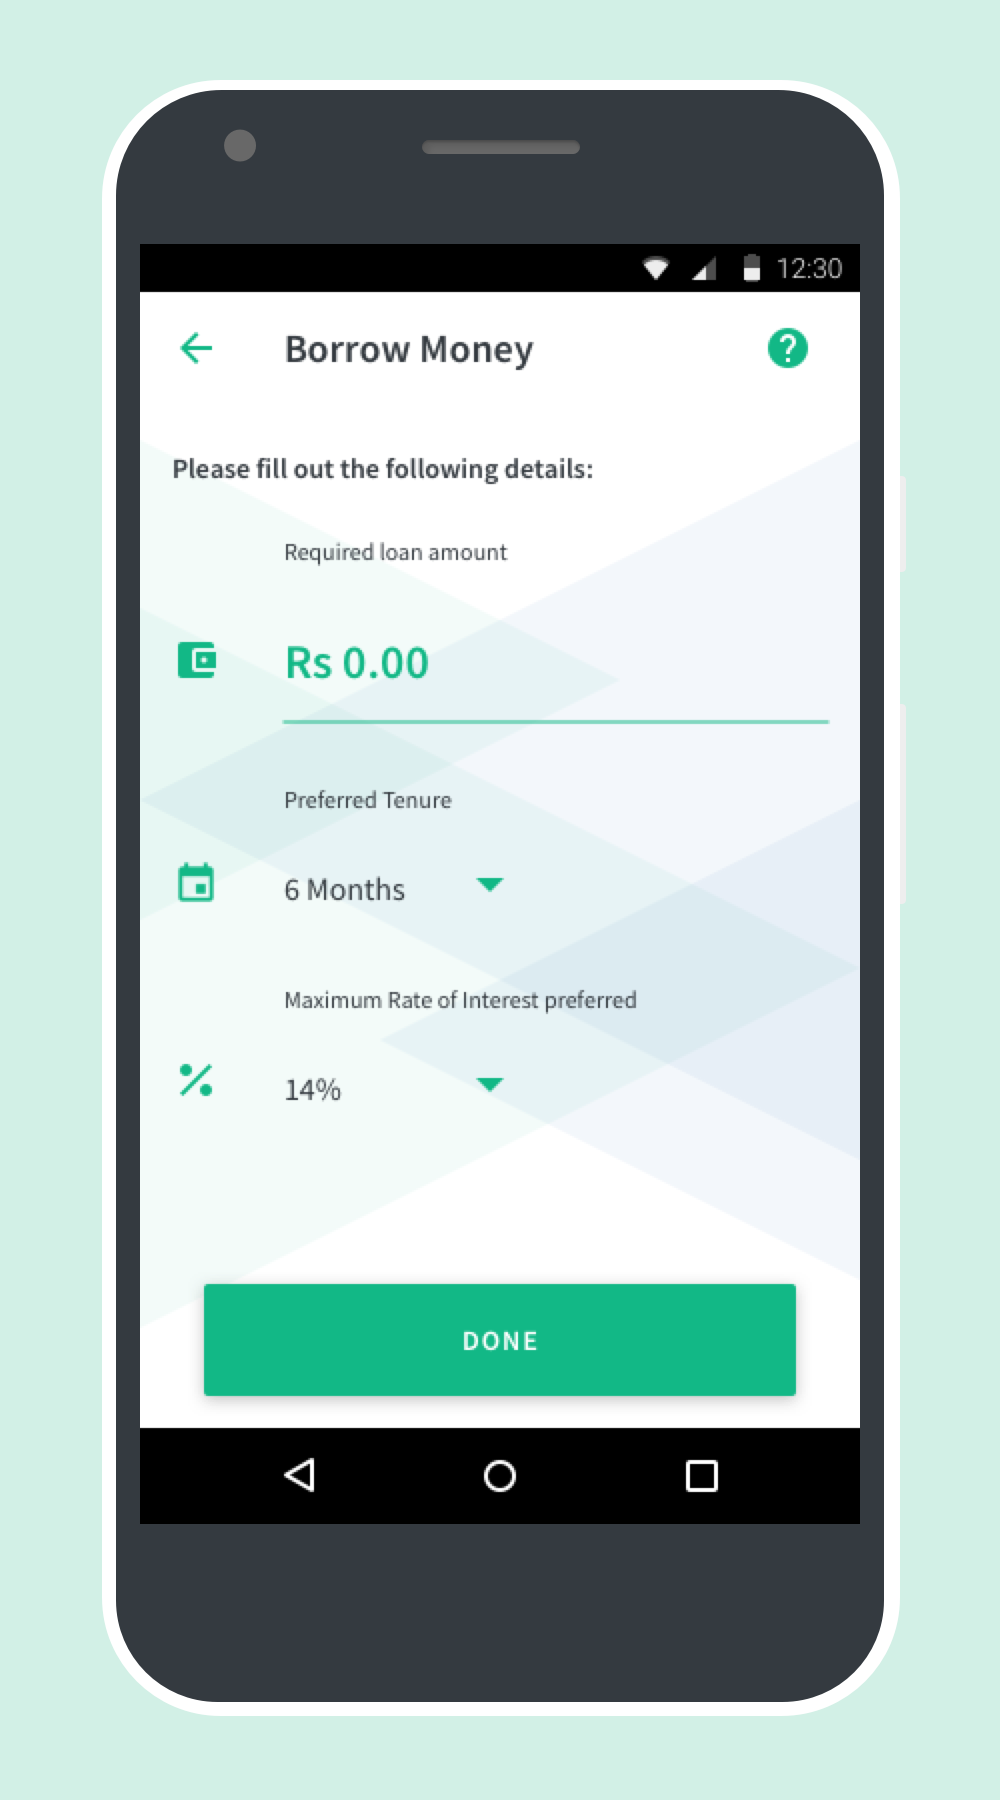 12:30
Borrow Money
Please fill out the following details:
Required loan amount
Rs 0.00
Preferred Tenure
6 Months
Maximum Rate of Interest preferred
14%
DONE